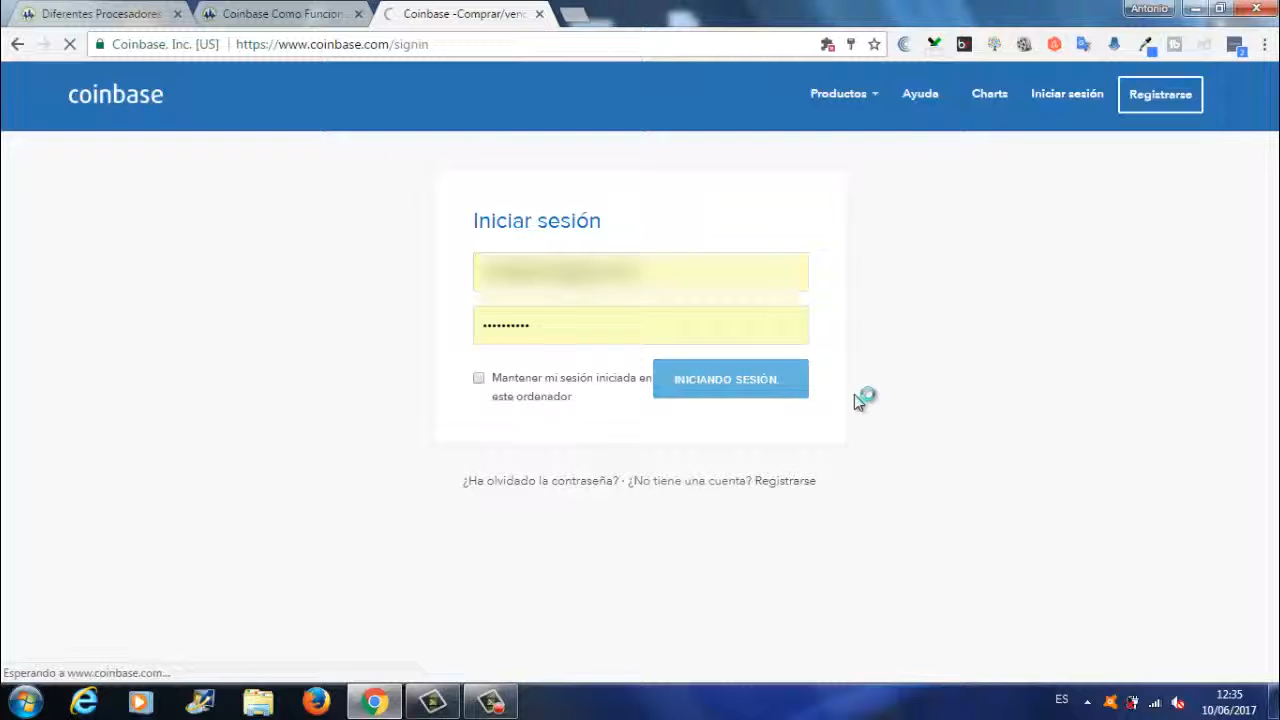 Diferentes Procesadores
Coinbase Como Funcion
Coinbase -Comprar/venc
Antonio
Coinbase, Inc. [US] https://www.coinbase.com/signin
coinbase
Productos
Ayuda
Charts
Iniciar sesión
Registrarse
Iniciar sesión
••••••••••
Mantener mi sesión iniciada en
este ordenador
INICIANDO SESIÓN...
¿Ha olvidado la contraseña? · ¿No tiene una cuenta? Registrarse
Esperando a www.coinbase.com...
ES
12:35
10/06/2017